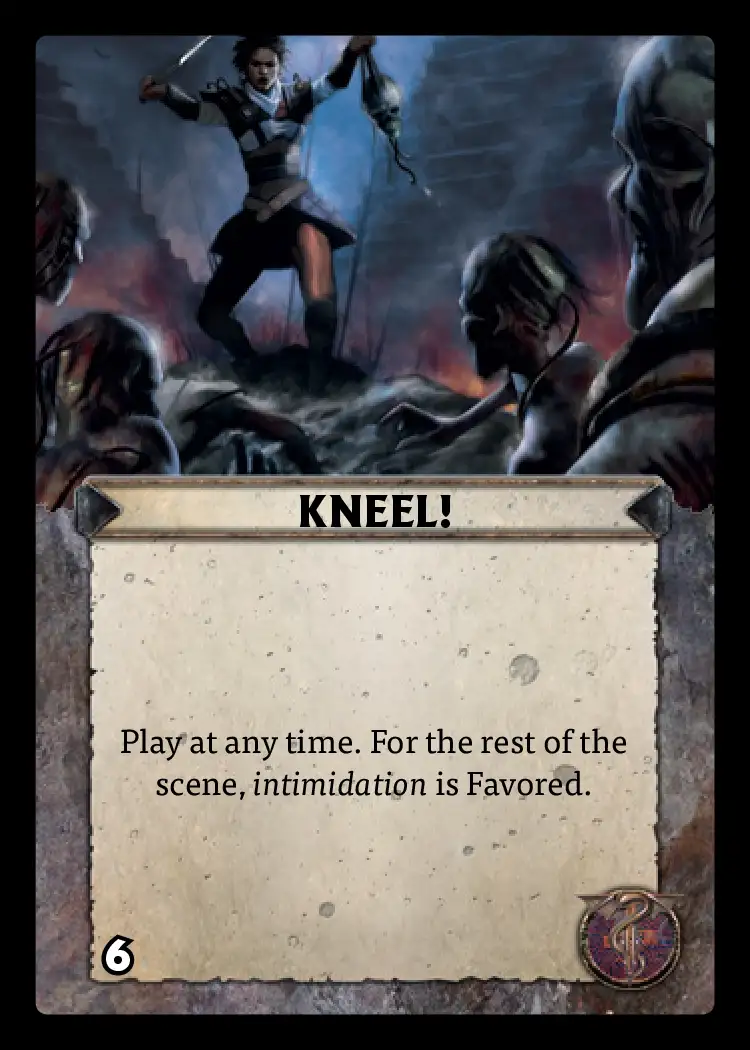 KNEEL!
Play at any time. For the rest of the
scene, intimidation is Favored.
6